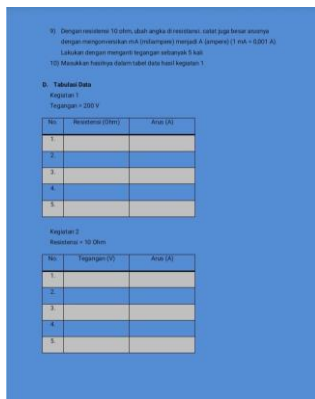 9) Dengan resistensi 10 ohm, ubah angka di resistansi, catat juga besar arusnya
dengan mengonversikan mA (miliampere) menjadi A (ampere) (1 mA = 0,001 A)
Lakukan dengan mengganti tegangan sebanyak 5 kali.
10) Masukkan hasilnya dalam tabel data hasil kegiatan 1
D. Tabulasi Data
Kegiatan 1
Tegangan = 200 V
No Resistensi (Ohm) Arus (A)
1.
2.
3.
4.
5.
Kegiatan 2
Resistensi = 10 Ohm
No Tegangan (V) Arus (A)
1.
2.
3.
4.
5.